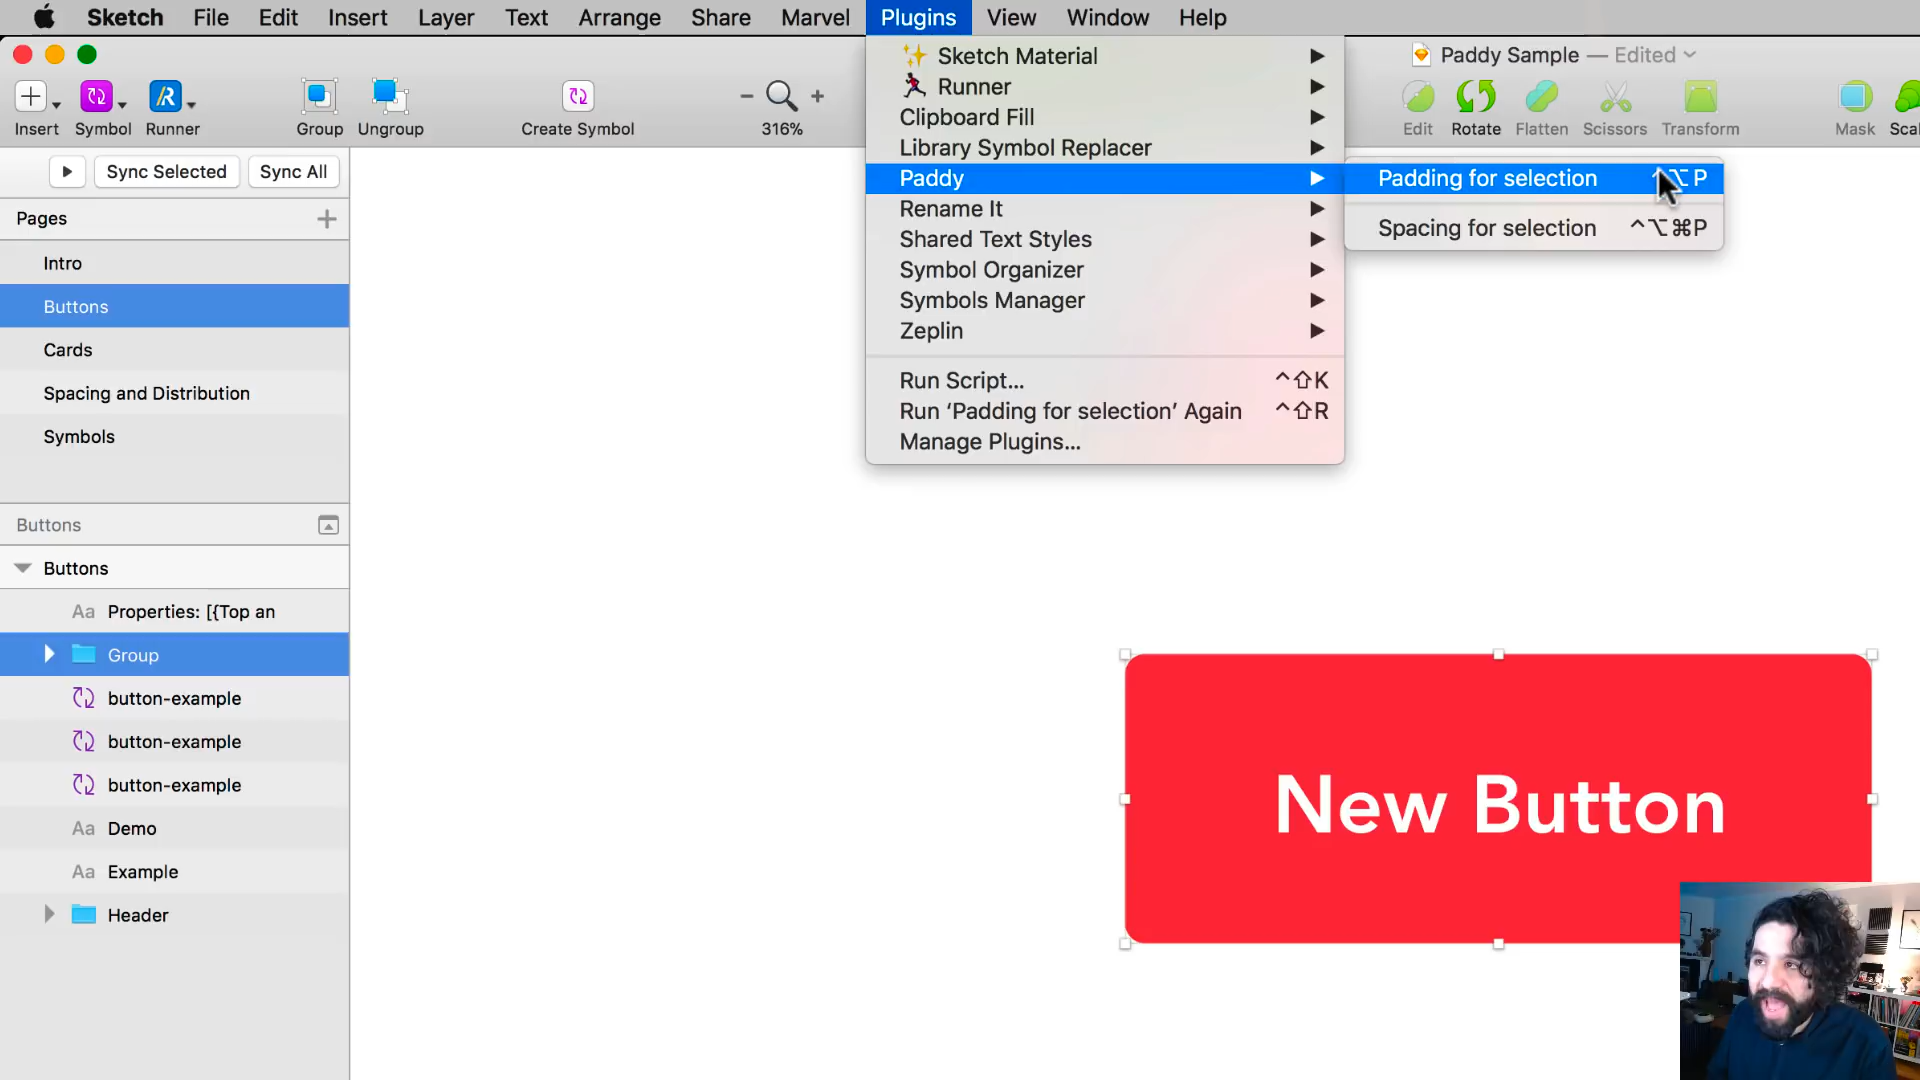 Sketch File Edit Insert Layer Text Arrange Share Marvel Plugins View Window Help
Paddy Sample — Edited
Insert Symbol Runner Group Ungroup Create Symbol 316% Edit Rotate Flatten Scissors Transform Mask
Sync Selected Sync All
Pages
Intro
Buttons
Cards
Spacing and Distribution
Symbols
Buttons
Buttons
Aa Properties: [{Top an
Group
button-example
button-example
button-example
Aa Demo
Aa Example
Header
Sketch Material
Runner
Clipboard Fill
Library Symbol Replacer
Paddy
Rename It
Shared Text Styles
Symbol Organizer
Symbols Manager
Zeplin
Run Script... ^⇧K
Run ‘Padding for selection’ Again ^⇧R
Manage Plugins...
Padding for selection ⌥P
Spacing for selection ^⌥⌘P
New Button